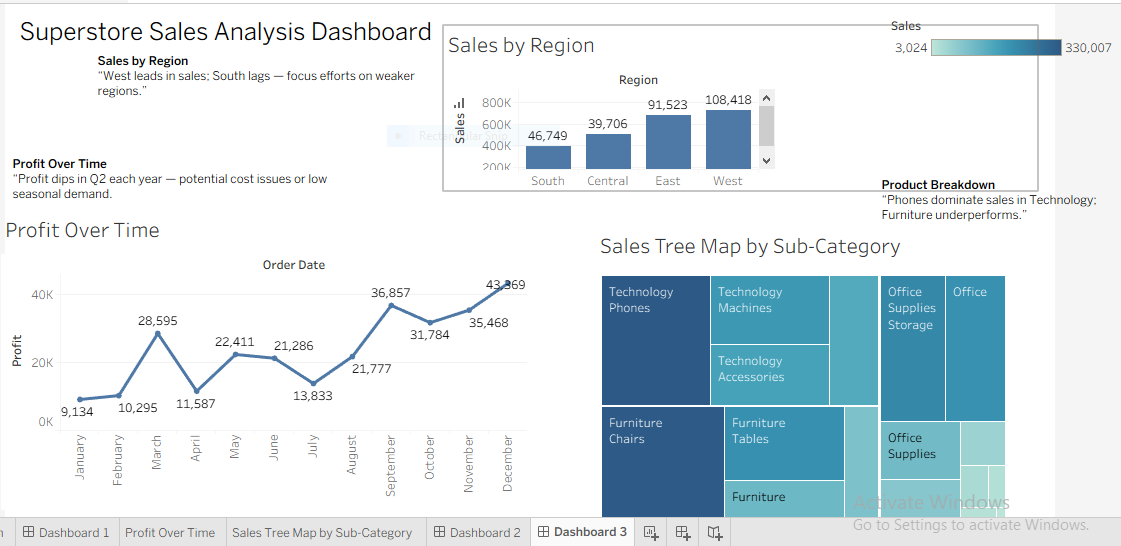 Superstore Sales Analysis Dashboard
Sales by Region
“West leads in sales; South lags — focus efforts on weaker
regions.”
Profit Over Time
“Profit dips in Q2 each year — potential cost issues or low
seasonal demand.
Sales by Region
Region
Sales
800K
600K
400K
200K
46,749
39,706
91,523
108,418
South
Central
East
West
Sales
3,024
330,007
Product Breakdown
“Phones dominate sales in Technology;
Furniture underperforms.”
Profit Over Time
Order Date
Profit
40K
20K
0K
9,134
10,295
28,595
11,587
22,411
21,286
13,833
21,777
36,857
31,784
35,468
43,369
January
February
March
April
May
June
July
August
September
October
November
December
Sales Tree Map by Sub-Category
Technology
Phones
Technology
Machines
Technology
Accessories
Furniture
Chairs
Furniture
Tables
Furniture
Office
Supplies
Storage
Office
Office
Supplies
Activate Windows
Go to Settings to activate Windows.
Dashboard 1
Profit Over Time
Sales Tree Map by Sub-Category
Dashboard 2
Dashboard 3